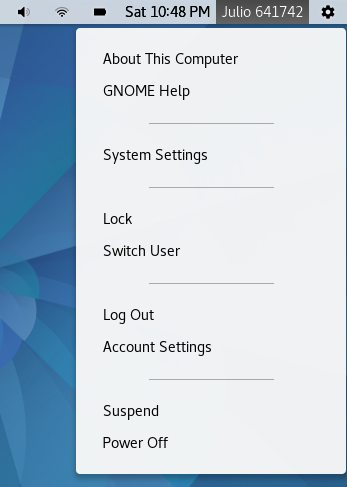 Sat 10:48 PM Julio 641742
About This Computer
GNOME Help
System Settings
Lock
Switch User
Log Out
Account Settings
Suspend
Power Off